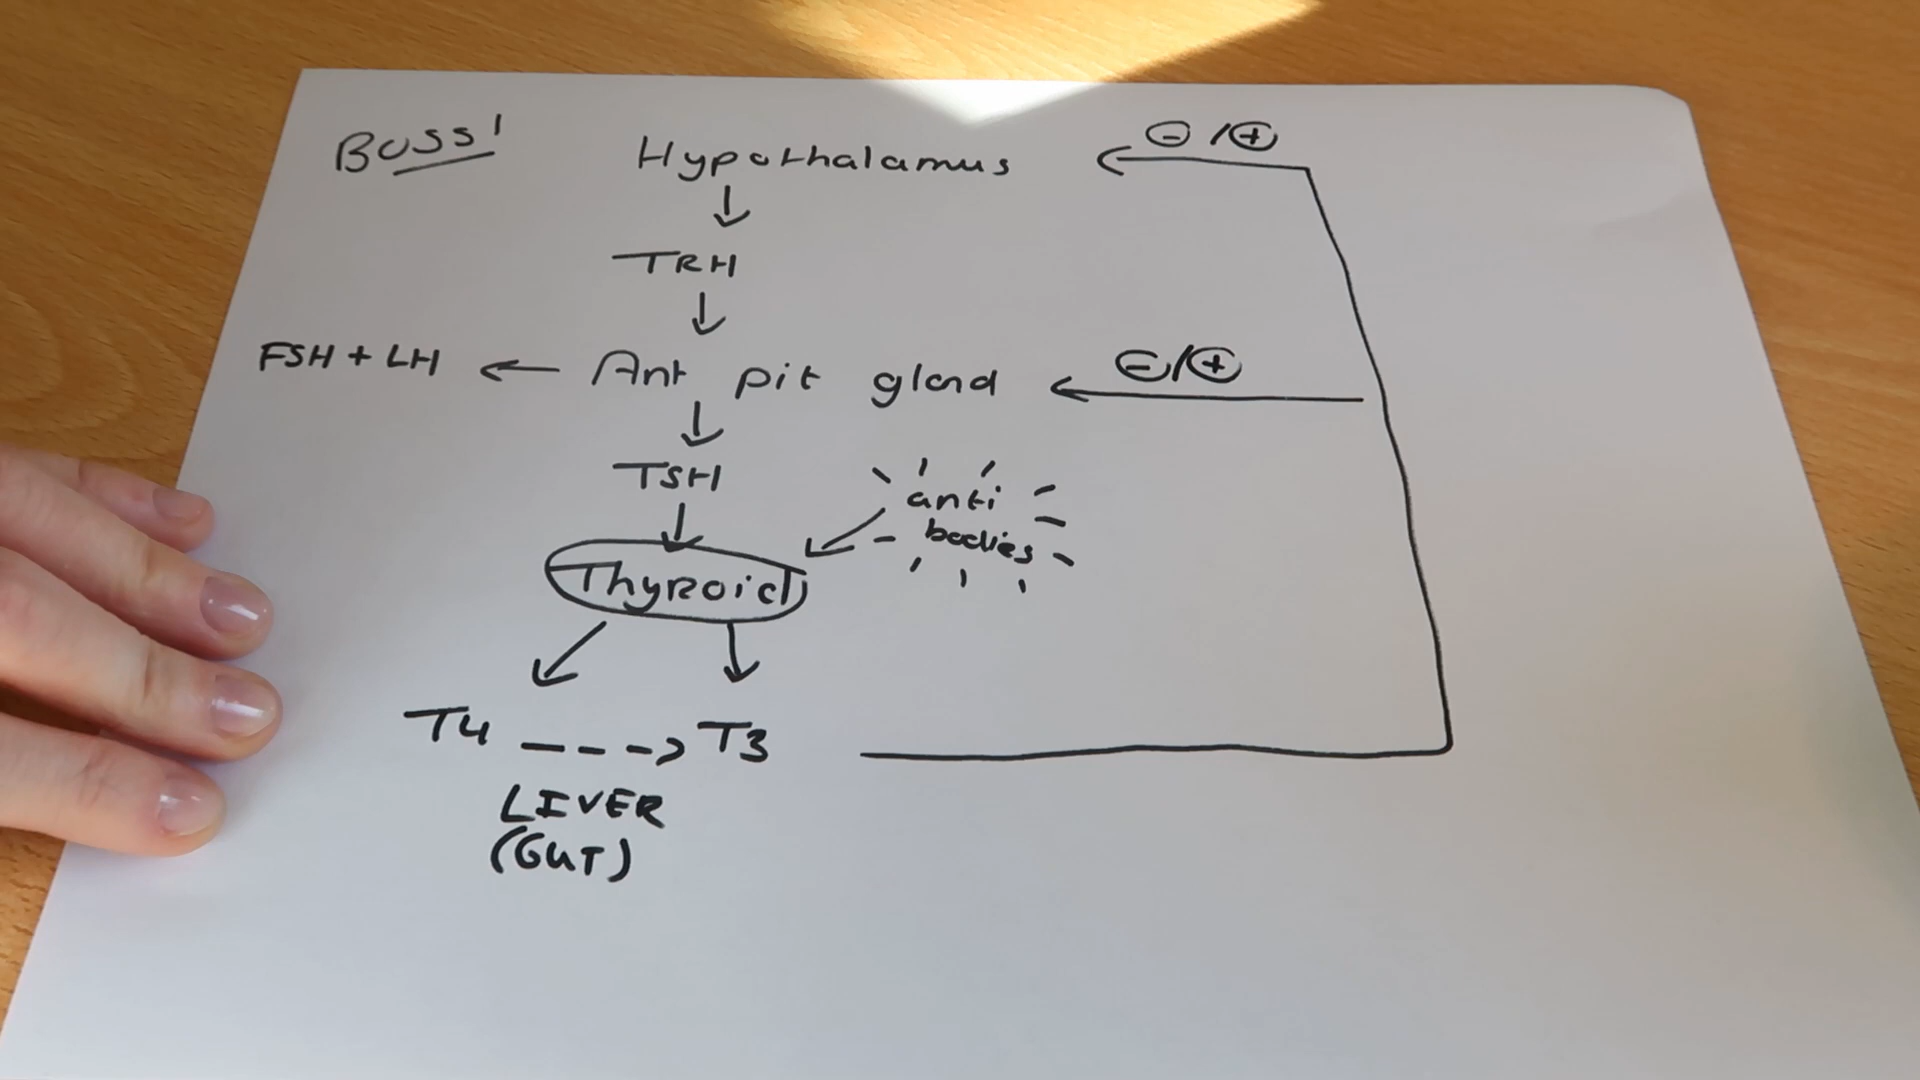 Boss!
Hypothalamus
⊖/⊕
↓
TRH
↓
FSH + LH ← Ant pit gland ←
⊖/⊕
↓
TSH
↓
anti
bodies
Thyroid
T4 ---> T3
LIVER
(GUT)